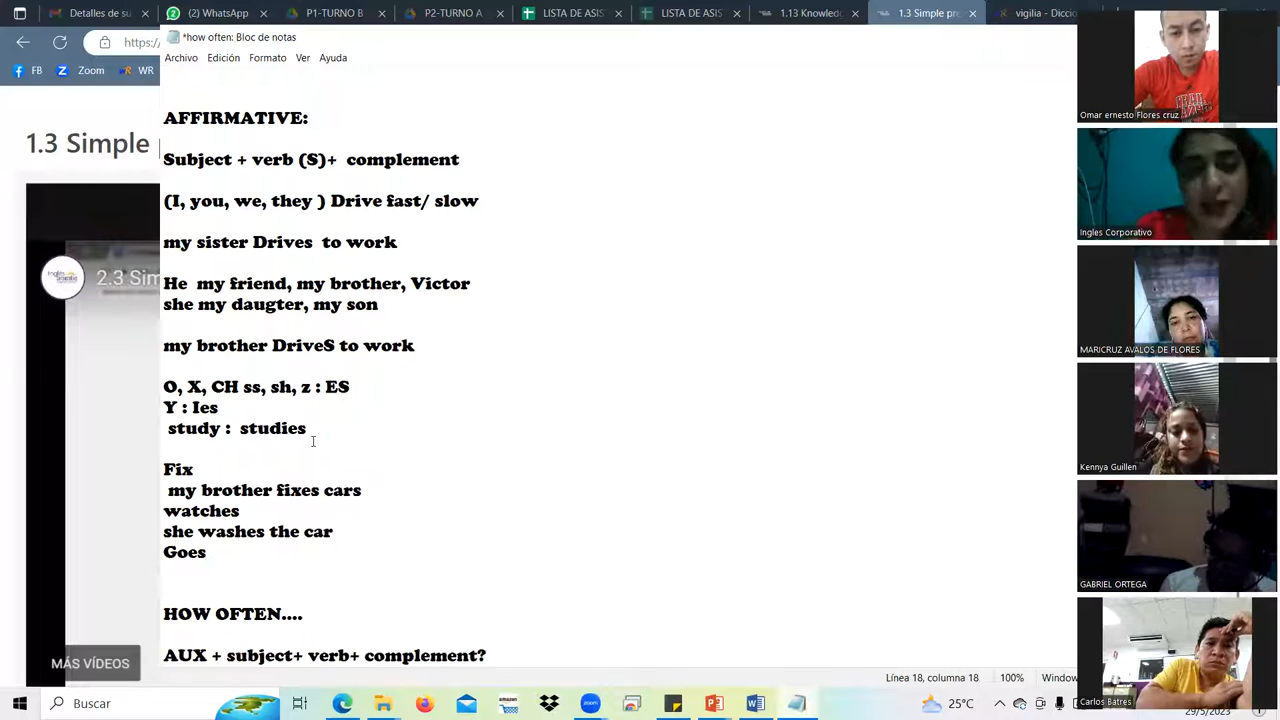 P1-TURNO B
P2-TURNO A
LISTA DE ASIS
LISTA DE ASIS
1.13 Knowled
1.3 Simple pre
vigilia - Diccio
*how often: Bloc de notas
https:/
Archivo Edición Formato Ver Ayuda
FB Zoom WR
Omar ernesto Flores cruz
AFFIRMATIVE:
1.3 Simple
Subject + verb (S)+ complement
(I, you, we, they ) Drive fast/ slow
Ingles Corporativo
my sister Drives to work
2.3 Sim
He my friend, my brother, Victor
she my daugter, my son
my brother DriveS to work
MARICRUZ AVALOS DE FLORES
O, X, CH ss, sh, z : ES
Y : Ies
study : studies
Fix
Kennya Guillen
my brother fixes cars
watches
she washes the car
Goes
GABRIEL ORTEGA
HOW OFTEN....
AUX + subject+ verb+ complement?
MÁS VÍDEOS
Línea 18, columna 18 100% Window
Carlos Batres
Buscar
25°C
29/5/2023